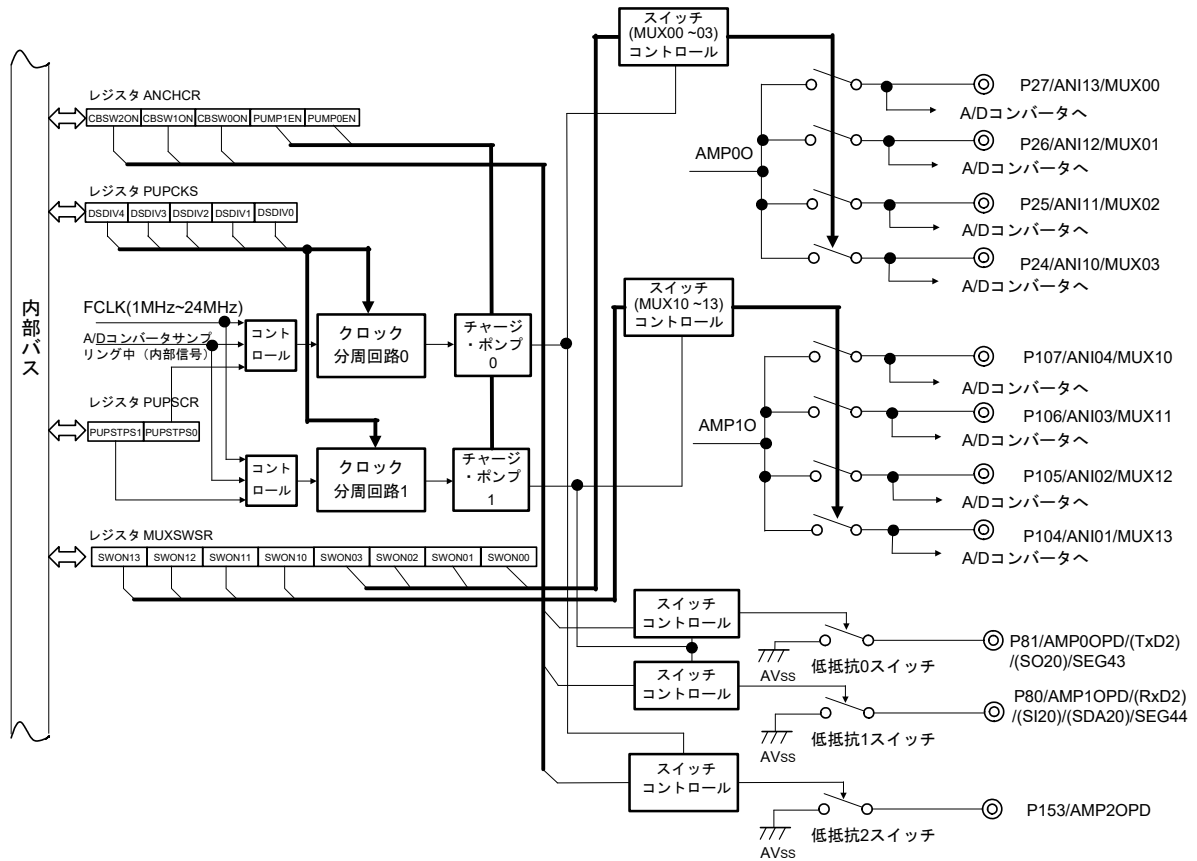 スイッチ
(MUX00 ~03)
コントロール
レジスタ ANCHCR
CBSW2ON CBSW1ON CBSW0ON PUMP1EN PUMP0EN
P27/ANI13/MUX00
A/Dコンバータへ
AMP0O
P26/ANI12/MUX01
A/Dコンバータへ
レジスタ PUPCKS
DSDIV4 DSDIV3 DSDIV2 DSDIV1 DSDIV0
P25/ANI11/MUX02
A/Dコンバータへ
P24/ANI10/MUX03
A/Dコンバータへ
内部バス
スイッチ
(MUX10 ~13)
コントロール
FCLK(1MHz~24MHz)
A/Dコンバータサンプ
リング中（内部信号）
コント
ロール
クロック
分周回路0
チャージ
・ポンプ
0
P107/ANI04/MUX10
A/Dコンバータへ
レジスタ PUPSCR
PUPSTPS1 PUPSTPS0
AMP1O
P106/ANI03/MUX11
A/Dコンバータへ
コント
ロール
クロック
分周回路1
チャージ
・ポンプ
1
P105/ANI02/MUX12
A/Dコンバータへ
P104/ANI01/MUX13
A/Dコンバータへ
レジスタ MUXSWSR
SWON13 SWON12 SWON11 SWON10 SWON03 SWON02 SWON01 SWON00
スイッチ
コントロール
AVss
低抵抗0スイッチ
P81/AMP0OPD/(TxD2)
/(SO20)/SEG43
スイッチ
コントロール
AVss
低抵抗1スイッチ
P80/AMP1OPD/(RxD2)
/(SI20)/(SDA20)/SEG44
スイッチ
コントロール
AVss
低抵抗2スイッチ
P153/AMP2OPD